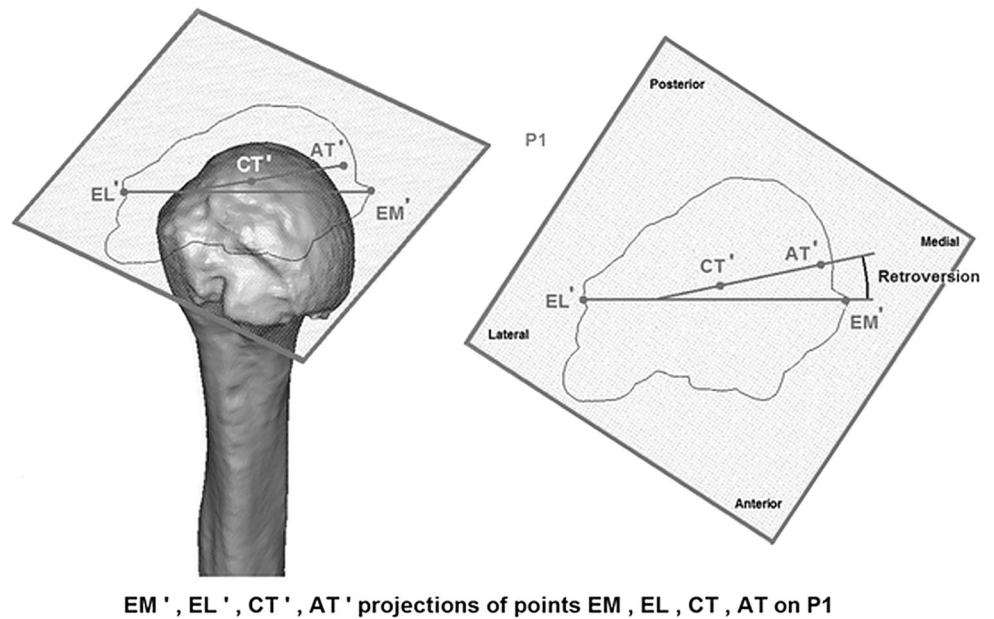 CT'
AT'
EL'
EM'
P1
Posterior
Medial
AT'
CT'
Retroversion
EL'
EM'
Lateral
Anterior
EM ' , EL ' , CT ' , AT ' projections of points EM , EL , CT , AT on P1